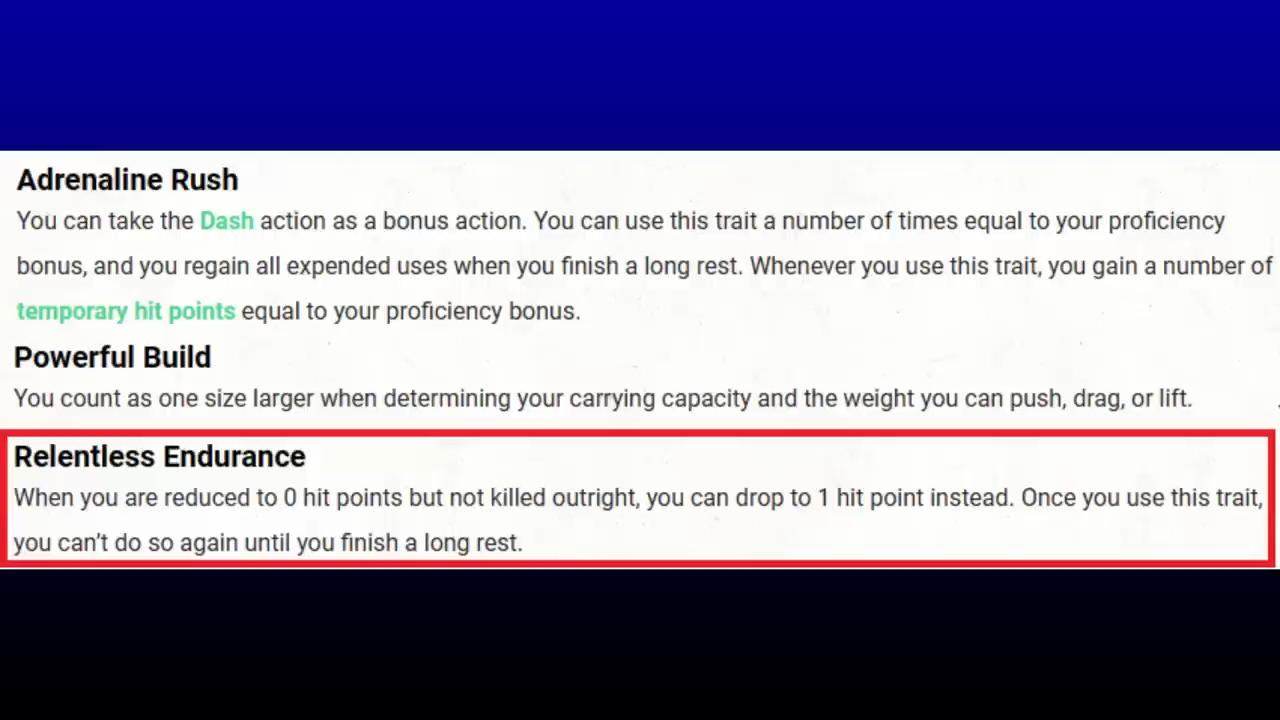 Adrenaline Rush
You can take the Dash action as a bonus action. You can use this trait a number of times equal to your proficiency
bonus, and you regain all expended uses when you finish a long rest. Whenever you use this trait, you gain a number of
temporary hit points equal to your proficiency bonus.
Powerful Build
You count as one size larger when determining your carrying capacity and the weight you can push, drag, or lift.
Relentless Endurance
When you are reduced to 0 hit points but not killed outright, you can drop to 1 hit point instead. Once you use this trait,
you can't do so again until you finish a long rest.